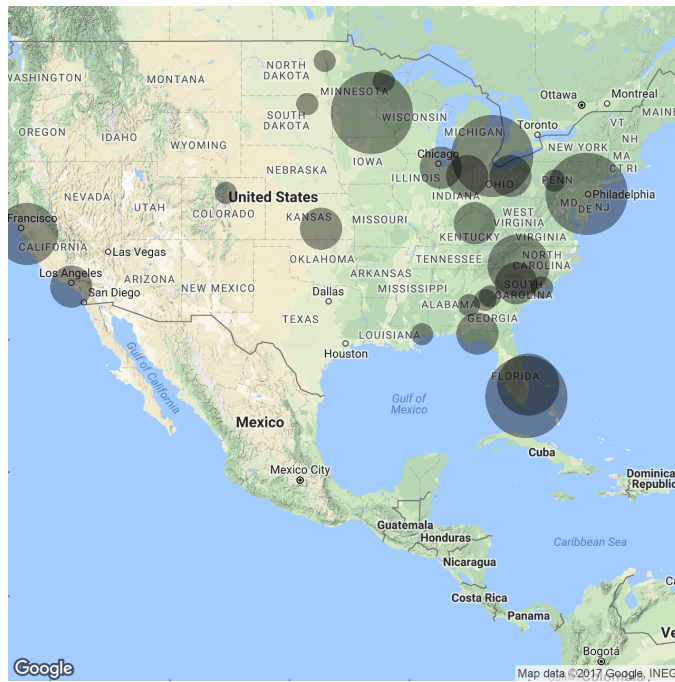 WASHINGTON
MONTANA
NORTH
DAKOTA
MINNESOTA
Ottawa
Montreal
MAINE
VT
NH
Toronto
OREGON
IDAHO
SOUTH
DAKOTA
WISCONSIN
MICHIGAN
NEW YORK
MA
CT RI
WYOMING
IOWA
Chicago
ILLINOIS
INDIANA
OHIO
PENN
Philadelphia
MD
DE
NJ
NEBRASKA
NEVADA
UTAH
COLORADO
United States
KANSAS
MISSOURI
WEST
VIRGINIA
KENTUCKY
VIRGINIA
Francisco
CALIFORNIA
Las Vegas
OKLAHOMA
TENNESSEE
NORTH
CAROLINA
Los Angeles
San Diego
ARIZONA
NEW MEXICO
ARKANSAS
MISSISSIPPI
SOUTH
CAROLINA
ALABAMA
GEORGIA
Dallas
TEXAS
LOUISIANA
Houston
FLORIDA
Gulf of California
Gulf of
Mexico
Mexico
Cuba
Mexico City
Dominica
Republic
Guatemala
Honduras
Caribbean Sea
Nicaragua
Costa Rica
Panama
Ca
Ve
Bogotá
Google
Map data ©2017 Google, INEG